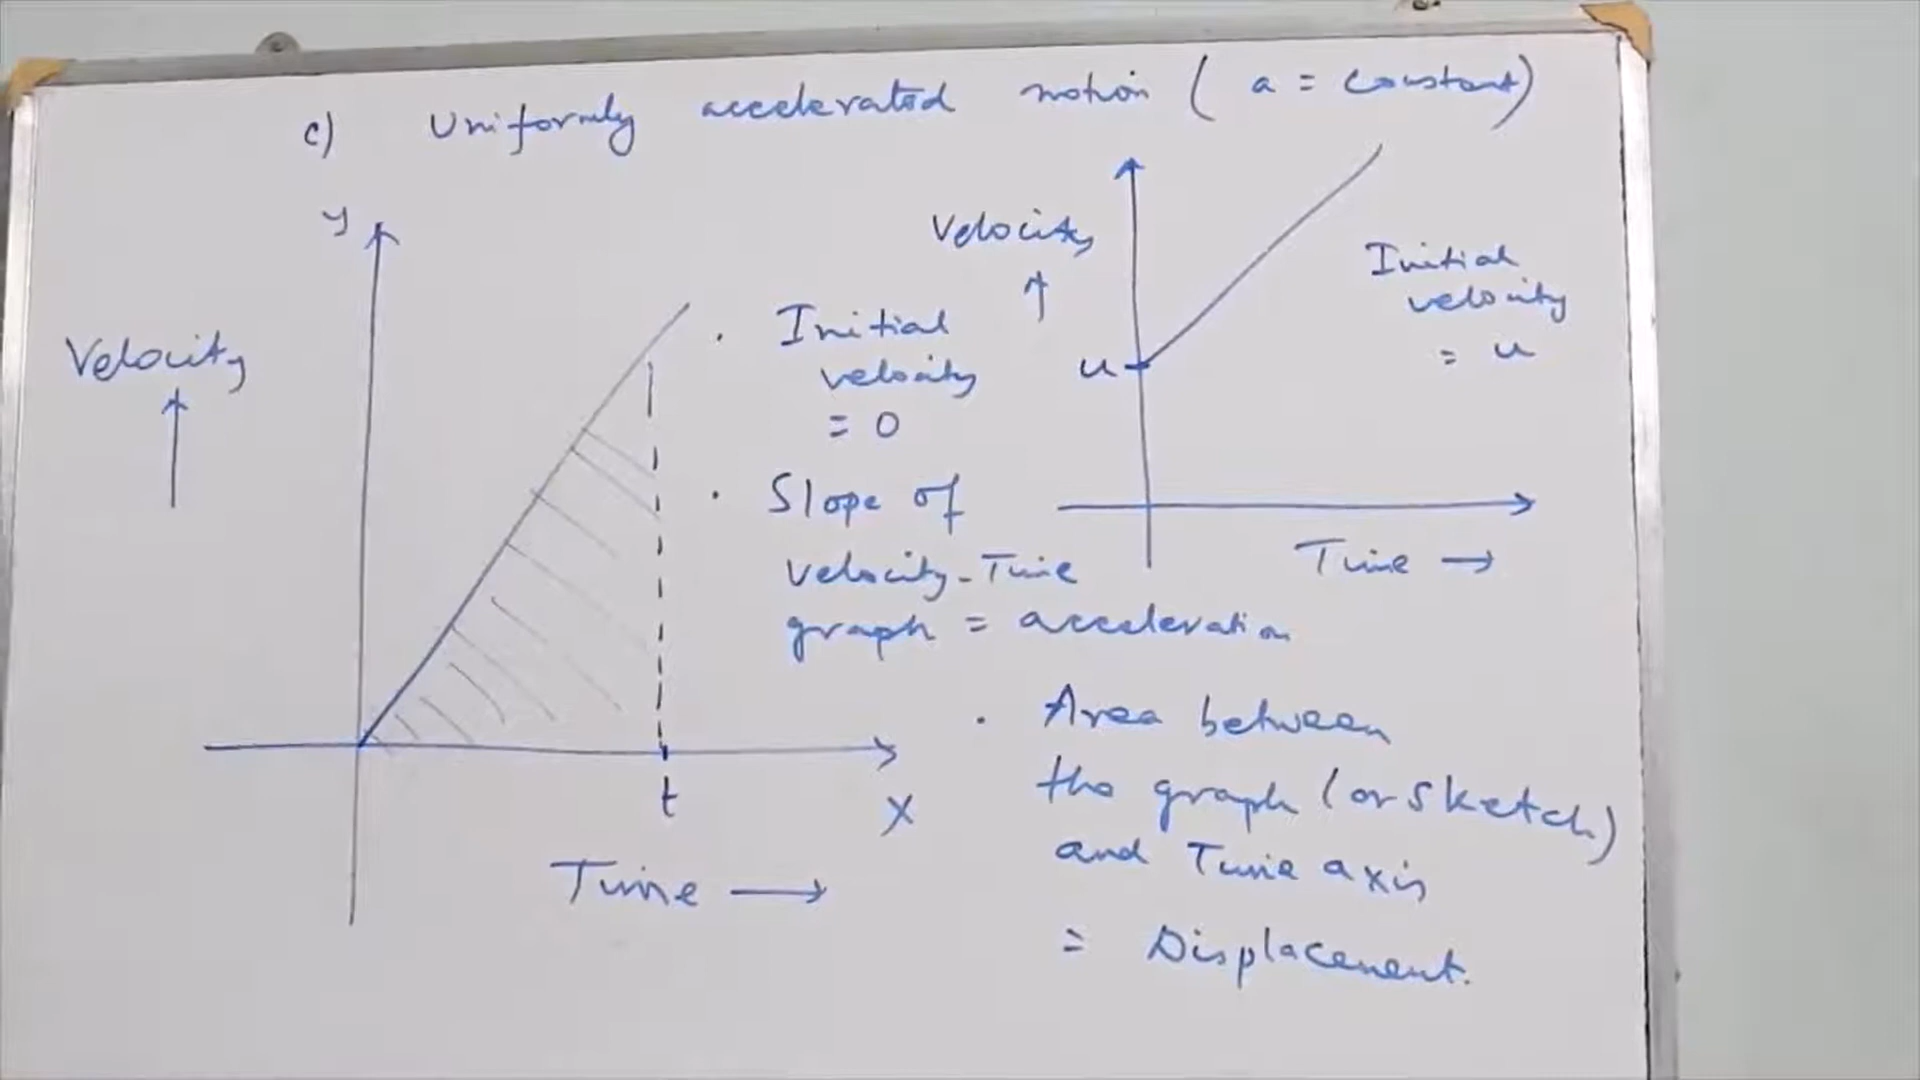 c) Uniformly accelerated motion ( a = constant)
y
Velocity
t
X
Time
. Initial
velocity
= 0
. Slope of
velocity-Time
graph = acceleration
Velocity
u
Time
Initial
velocity
= u
. Area between
the graph (or sketch)
and Time axis
= Displacement.